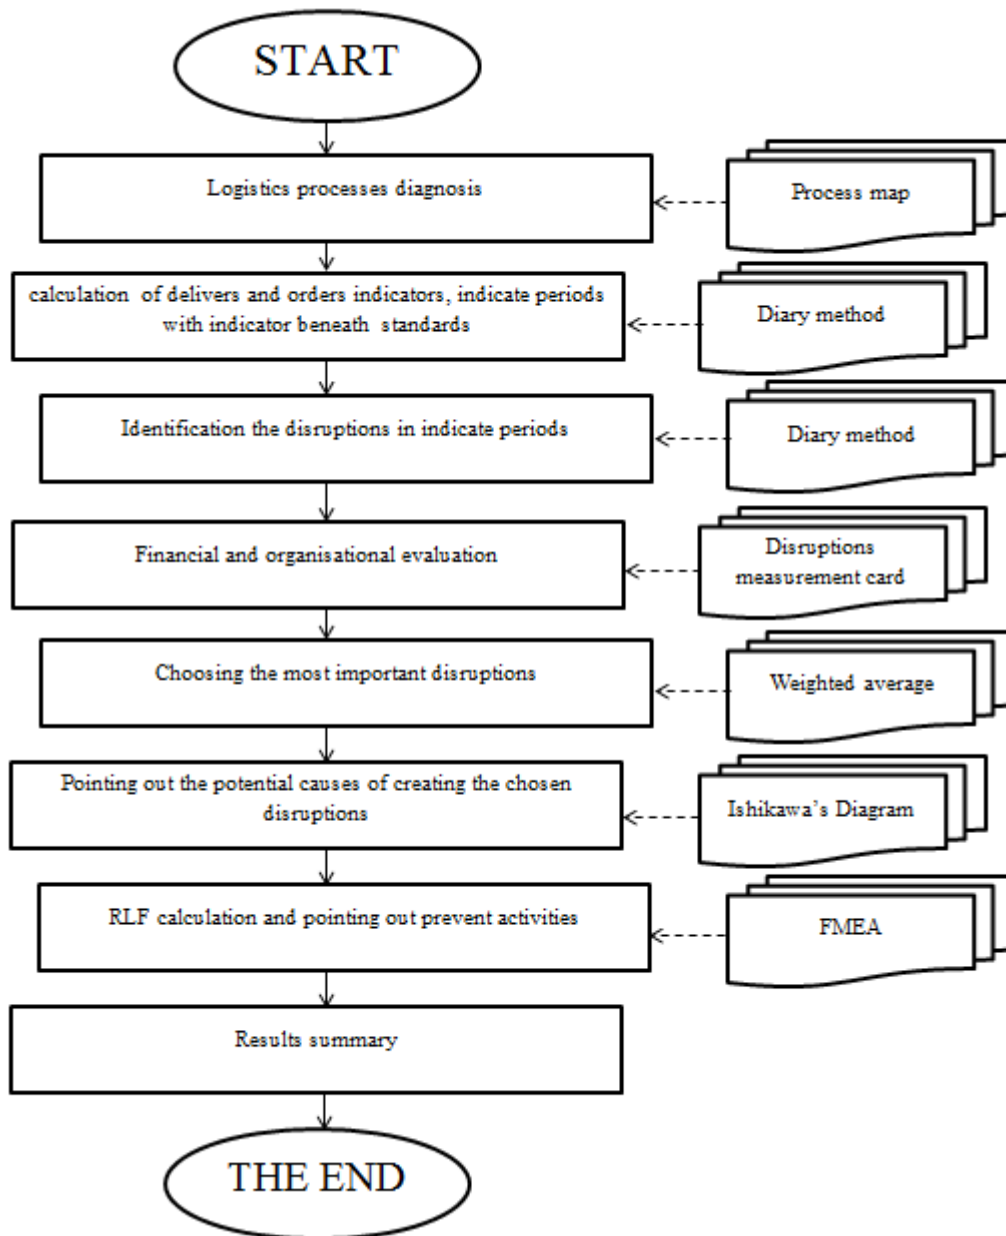 START
Logistics processes diagnosis
Process map
calculation of delivers and orders indicators, indicate periods
with indicator beneath standards
Diary method
Identification the disruptions in indicate periods
Diary method
Financial and organisational evaluation
Disruptions
measurement card
Choosing the most important disruptions
Weighted average
Pointing out the potential causes of creating the chosen
disruptions
Ishikawa's Diagram
RLF calculation and pointing out prevent activities
FMEA
Results summary
THE END